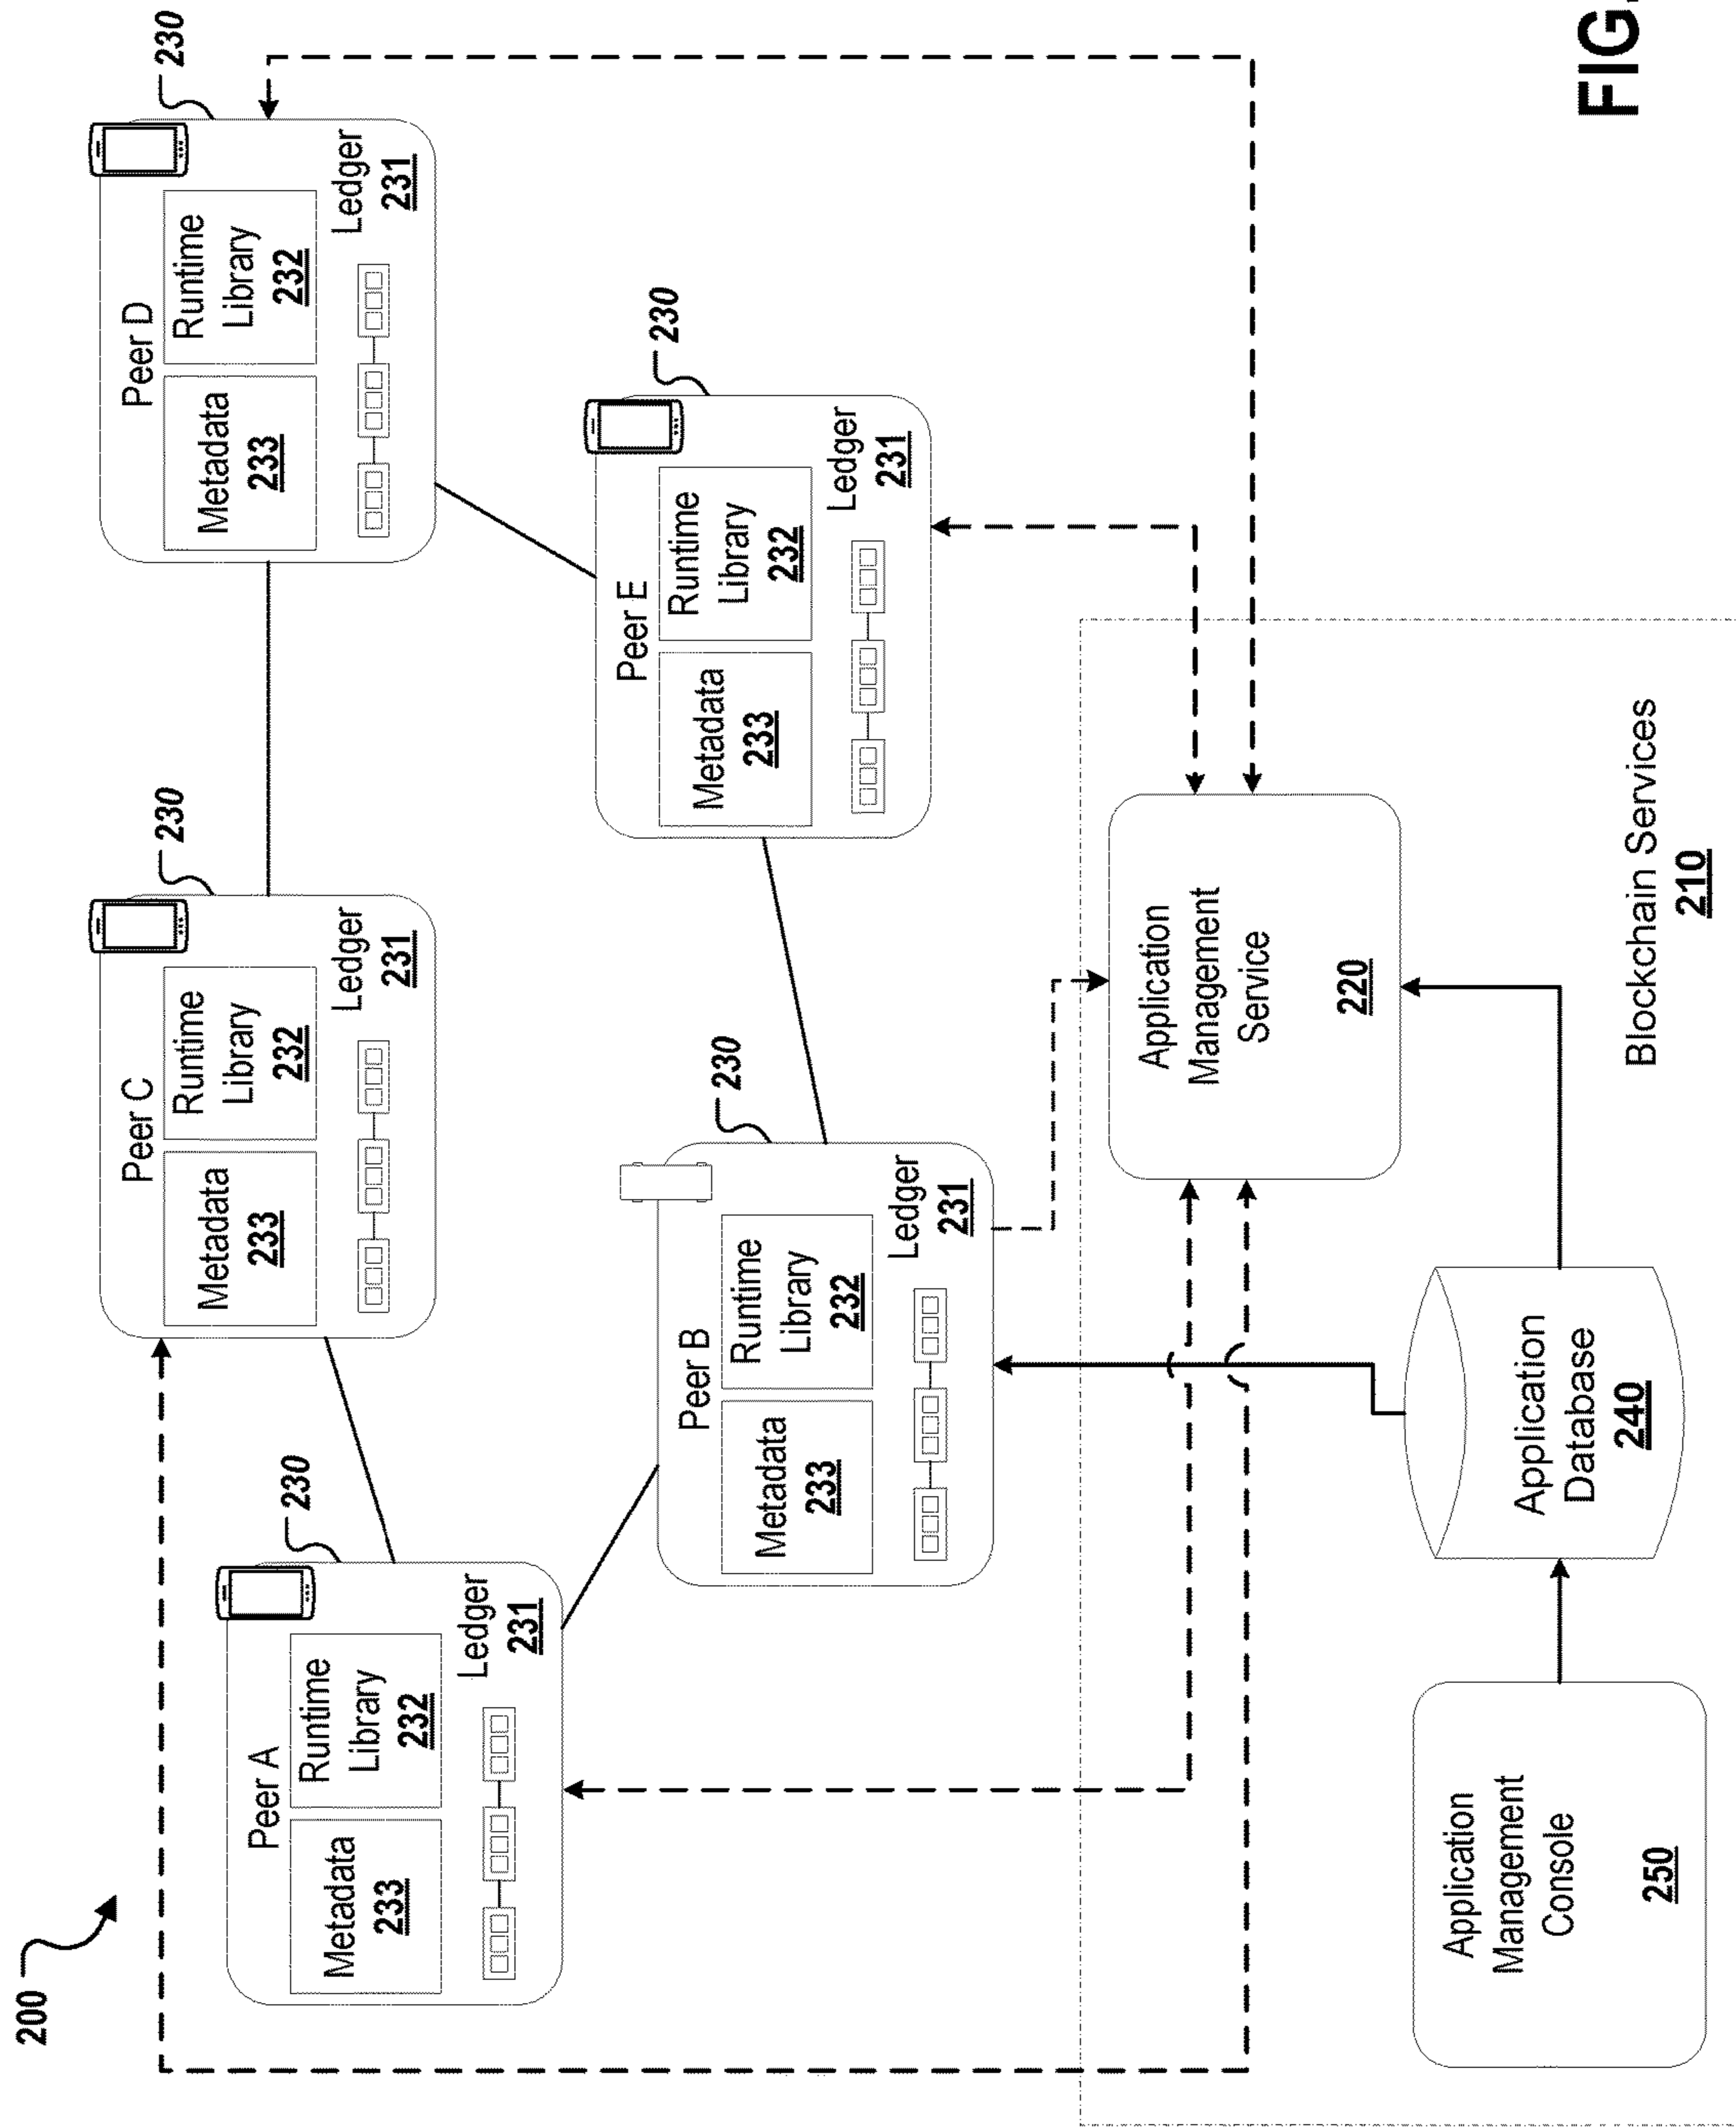 200
230
Peer A
Metadata
233
Runtime
Library
232
Ledger
231
230
Peer C
Metadata
233
Runtime
Library
232
Ledger
231
230
Peer D
Metadata
233
Runtime
Library
232
Ledger
231
230
Peer B
Metadata
233
Runtime
Library
232
Ledger
231
230
Peer E
Metadata
233
Runtime
Library
232
Ledger
231
Application
Management
Console
250
Application
Database
240
Application
Management
Service
220
Blockchain Services
210
FIG.